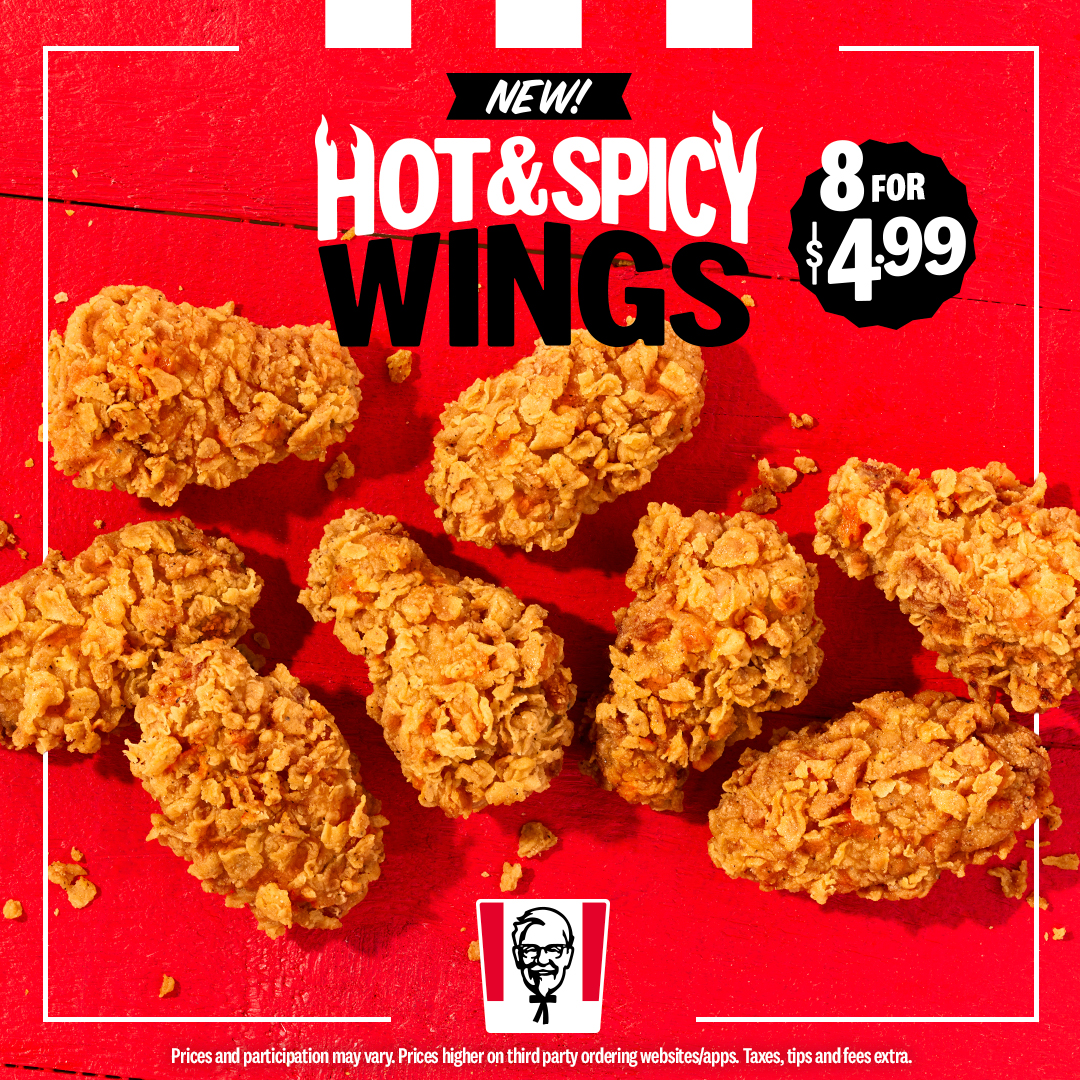 NEW!
HOT&SPICY
WINGS
8 FOR
$4.99
Prices and participation may vary. Prices higher on third party ordering websites/apps. Taxes, tips and fees extra.